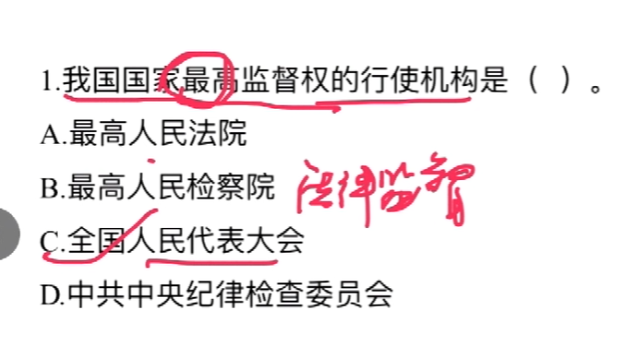 1.我国国家最高监督权的行使机构是（ ）。
A.最高人民法院
B.最高人民检察院 法律监督
C.全国人民代表大会
D.中共中央纪律检查委员会